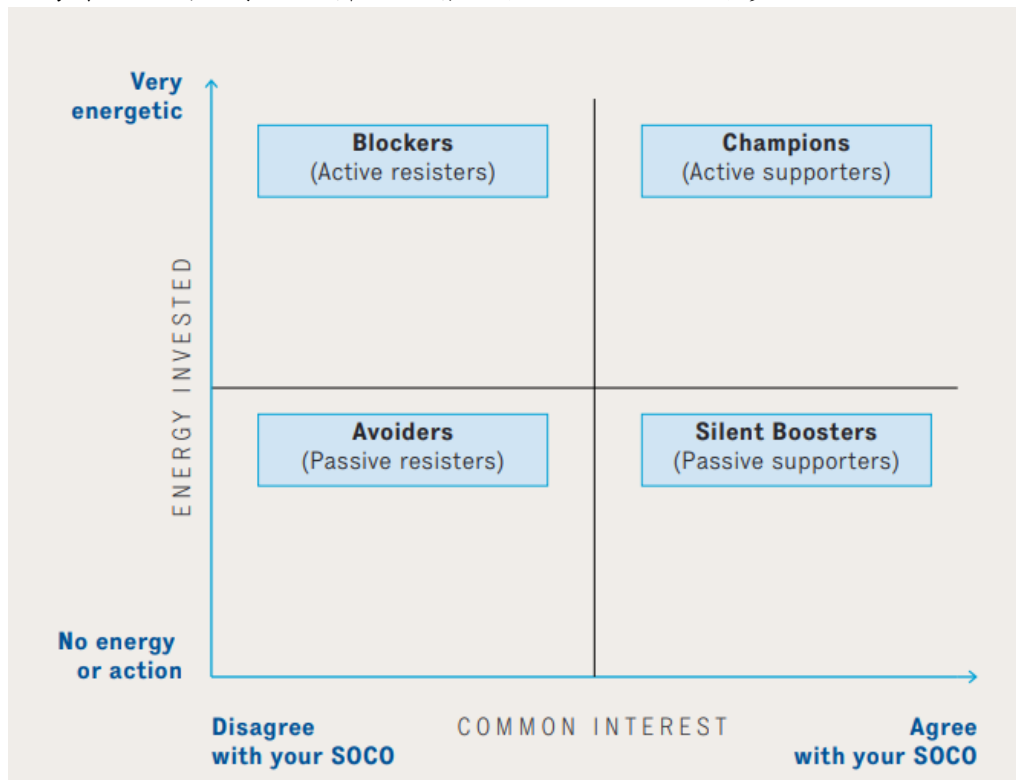 Very
energetic
Blockers
(Active resisters)
Champions
(Active supporters)
ENERGY INVESTED
Avoiders
(Passive resisters)
Silent Boosters
(Passive supporters)
No energy
or action
Disagree
with your SOCO
COMMON INTEREST
Agree
with your SOCO